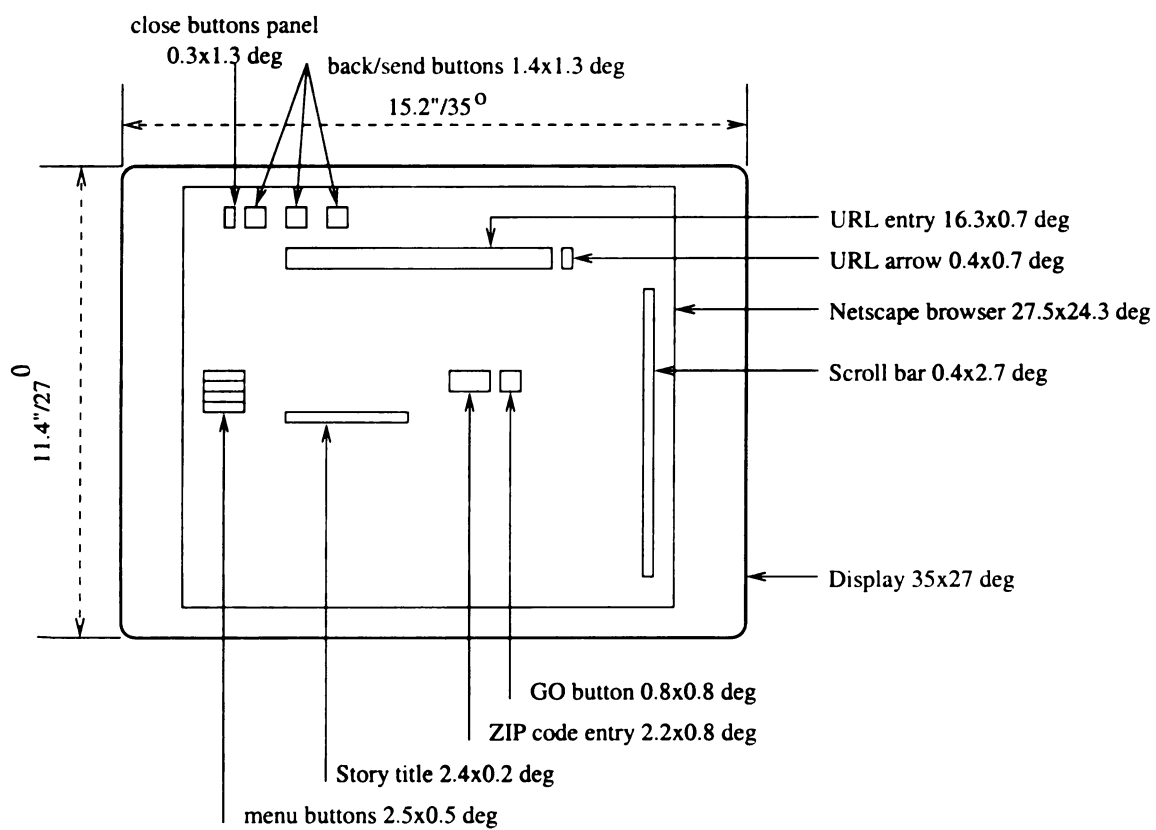 close buttons panel
0.3x1.3 deg
back/send buttons 1.4x1.3 deg
15.2"/35°
11.4"/27°
URL entry 16.3x0.7 deg
URL arrow 0.4x0.7 deg
Netscape browser 27.5x24.3 deg
Scroll bar 0.4x2.7 deg
Display 35x27 deg
GO button 0.8x0.8 deg
ZIP code entry 2.2x0.8 deg
Story title 2.4x0.2 deg
menu buttons 2.5x0.5 deg